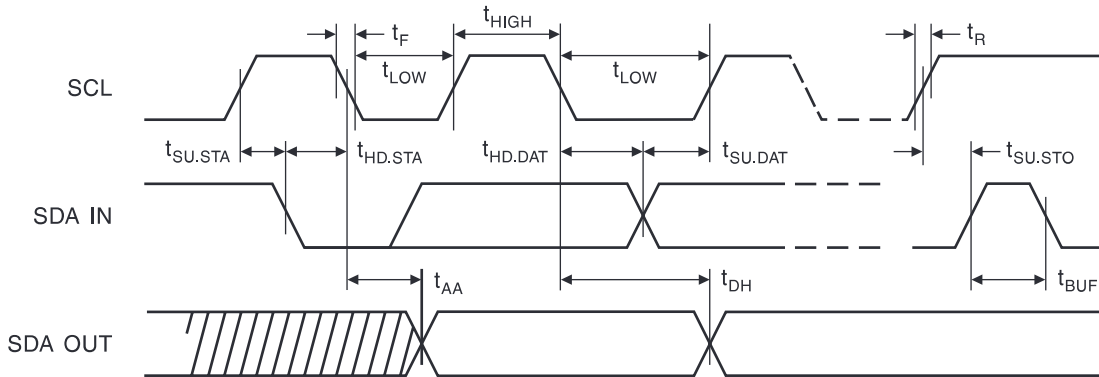 tHIGH
tF
tR
tLOW
tLOW
SCL
tSU.STA
tHD.STA
tHD.DAT
tSU.DAT
tSU.STO
SDA IN
tAA
tDH
tBUF
SDA OUT